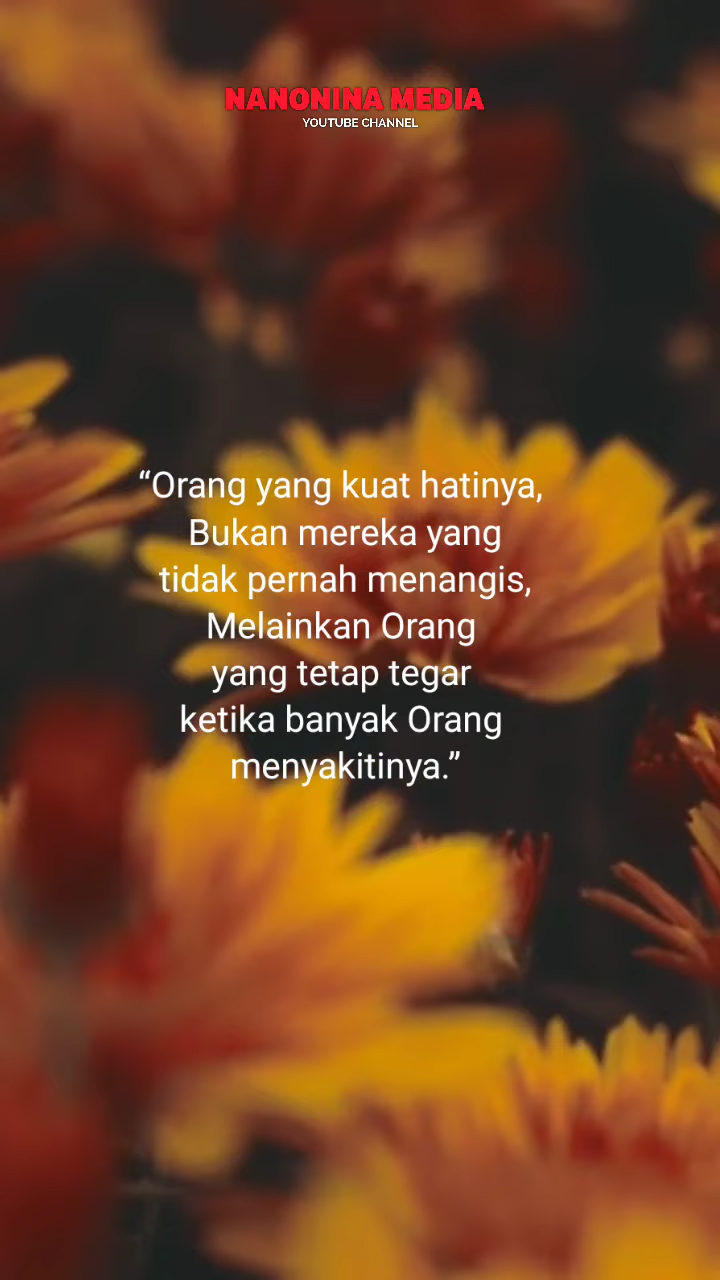 NANONINA MEDIA
YOUTUBE CHANNEL
“Orang yang kuat hatinya,
Bukan mereka yang
tidak pernah menangis,
Melainkan Orang
yang tetap tegar
ketika banyak Orang
menyakitinya.”